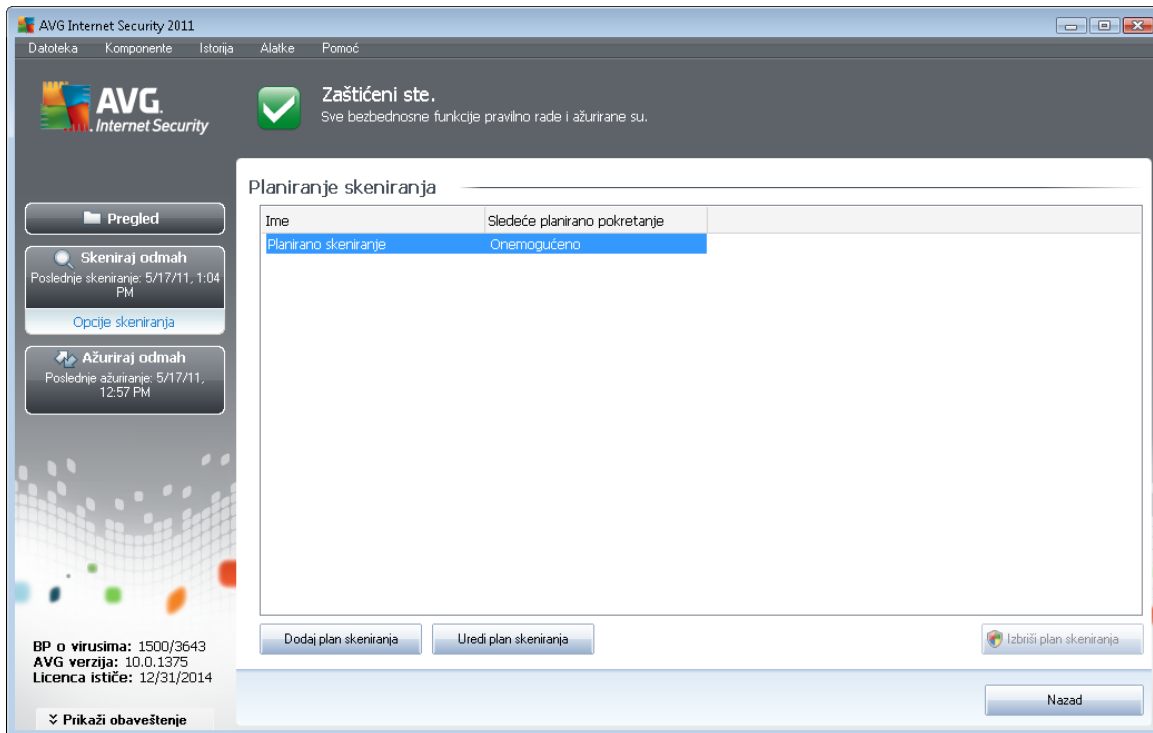 AVG Internet Security 2011
Datoteka Komponente Istorija Alatke Pomoć
AVG.
Internet Security
Zaštićeni ste.
Sve bezbednosne funkcije pravilno rade i ažurirane su.
Pregled
Skeniraj odmah
Poslednje skeniranje: 5/17/11, 1:04
PM
Opcije skeniranja
Ažuriraj odmah
Poslednje ažuriranje: 5/17/11,
12:57 PM
BP o virusima: 1500/3643
AVG verzija: 10.0.1375
Licenca ističe: 12/31/2014
Prikaži obaveštenje
Planiranje skeniranja
Ime Sledeće planirano pokretanje
Planirano skeniranje Onemogućeno
Dodaj plan skeniranja Uredi plan skeniranja Izbriši plan skeniranja
Nazad